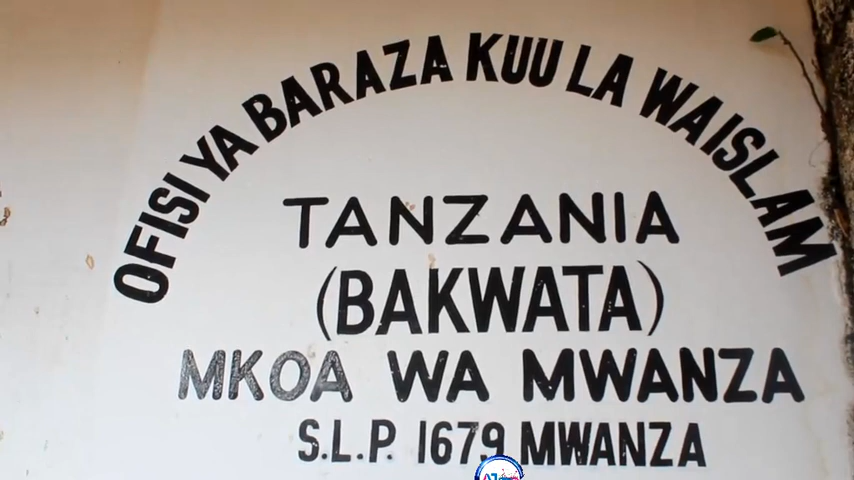 OFISI YA BARAZA KUU LA WAISLAM
TANZANIA
(BAKWATA)
MKOA WA MWANZA
S.L.P. 1679 MWANZA